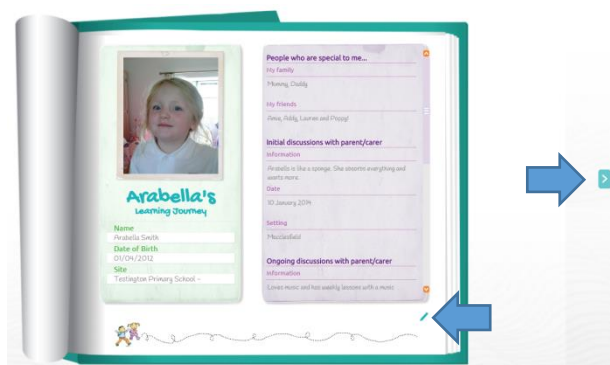 Arabella's
Learning Journey
Name
Arabella Smith
Date of Birth
01/04/2012
Site
Testington Primary School -
People who are special to me...
My family
Mummy, Daddy
My friends
Alma, Addy, Lauren and Poppy!
Initial discussions with parent/carer
Information
Arabella is like a sponge. She absorbs everything and
wants more.
Date
10 January 2014
Setting
Macclesfield
Ongoing discussions with parent/carer
Information
Loves music and has weekly lessons with a music